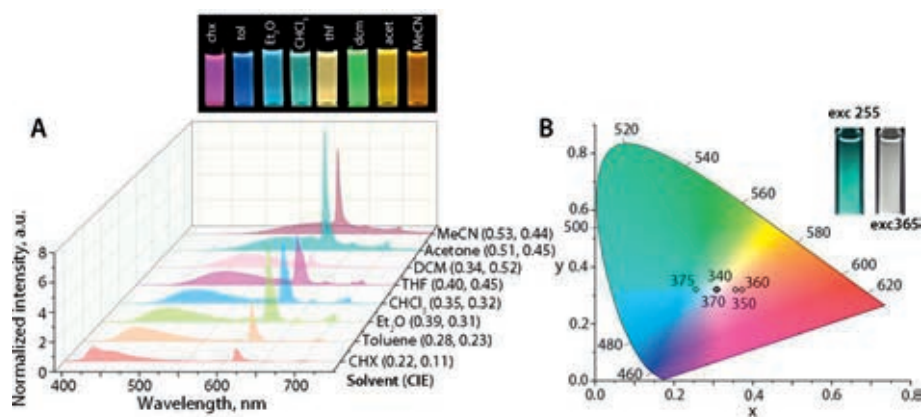 chx
tol
Et₂O
CHCl₃
thf
dcm
acet
MeCN
A
Normalized intensity, a.u.
8
6
4
2
0
400
500
600
700
Wavelength, nm
MeCN (0.53, 0.44)
Acetone (0.51, 0.45)
DCM (0.34, 0.52)
THF (0.40, 0.45)
CHCl₃ (0.35, 0.32)
Et₂O (0.39, 0.31)
Toluene (0.28, 0.23)
CHX (0.22, 0.11)
Solvent (CIE)
B
exc 255
exc365
520
540
560
580
600
620
500
480
460
375
340
360
370
350
0.8
0.6
y
0.4
0.2
0.0
0.0
0.2
0.4
0.6
0.8
x